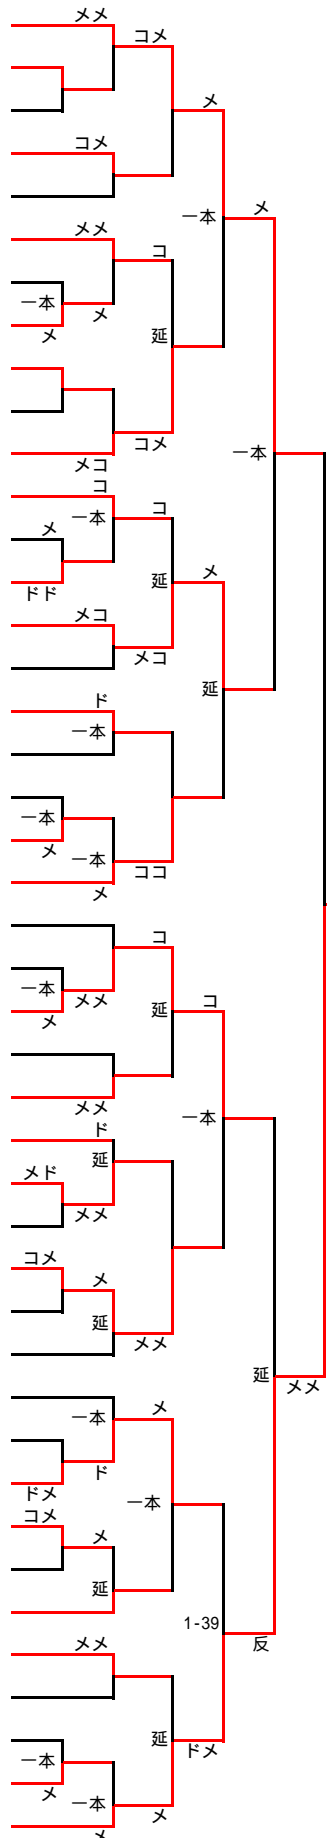 メメ
コメ
メ
コメ
メメ
メ
一本
コ
一本
メ
メ
延
コメ
メコ
一本
コ
一本
コ
メ
延
メ
ドド
メコ
メコ
延
ド
一本
一本
メ
一本
ココ
メ
コ
一本
メメ
延
コ
メ
メメ
一本
ド
延
メド
メメ
コメ
メ
延
メメ
延
メメ
一本
メ
ド
ドメ
一本
コメ
メ
延
1-39
反
メメ
延
ドメ
一本
メ
一本
メ
メ